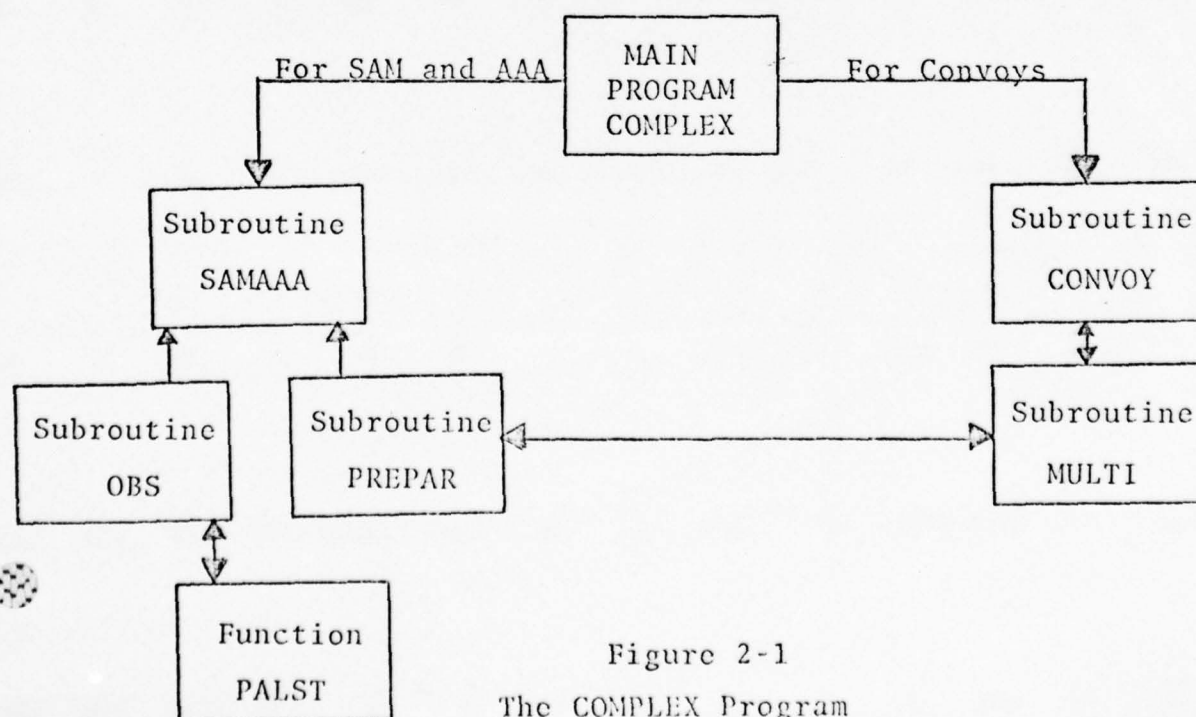 MAIN
PROGRAM
COMPLEX
For SAM and AAA
For Convoys
Subroutine
SAMAAA
Subroutine
CONVOY
Subroutine
OBS
Subroutine
PREPAR
Subroutine
MULTI
Function
PALST
Figure 2-1
The COMPLEX Program